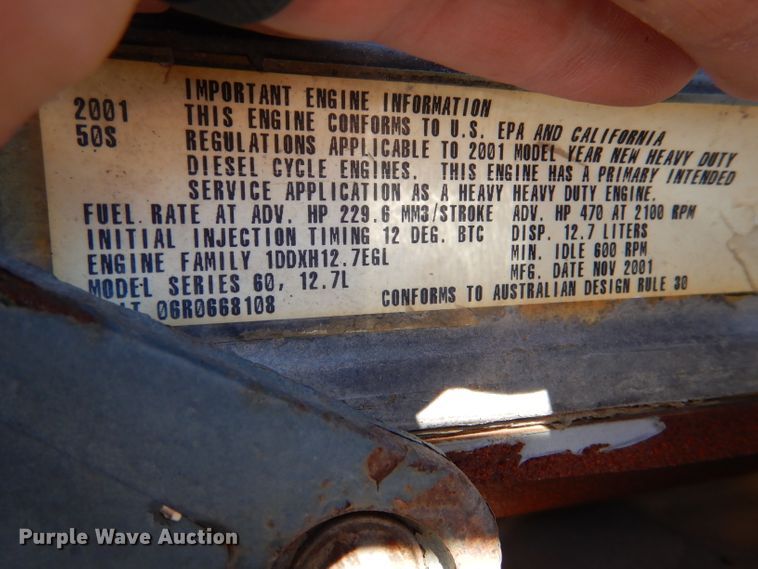 2001
50S
IMPORTANT ENGINE INFORMATION
THIS ENGINE CONFORMS TO U.S. EPA AND CALIFORNIA
REGULATIONS APPLICABLE TO 2001 MODEL YEAR NEW HEAVY DUTY
DIESEL CYCLE ENGINES. THIS ENGINE HAS A PRIMARY INTENDED
SERVICE APPLICATION AS A HEAVY HEAVY DUTY ENGINE.
FUEL RATE AT ADV. HP 229.6 MM3/STROKE ADV. HP 470 AT 2100 RPM
INITIAL INJECTION TIMING 12 DEG. BTC DISP. 12.7 LITERS
ENGINE FAMILY 1DDXH12.7EGL MIN. IDLE 600 RPM
MODEL SERIES 60, 12.7L MFG. DATE NOV 2001
06R0668108 CONFORMS TO AUSTRALIAN DESIGN RULE 30
Purple Wave Auction